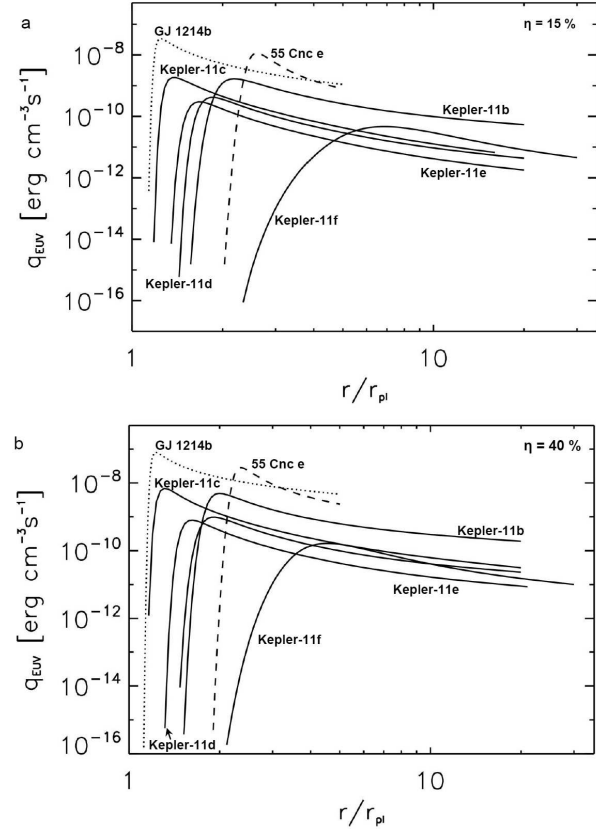 a
η = 15 %
GJ 1214b
55 Cnc e
Kepler-11c
Kepler-11b
Kepler-11e
Kepler-11f
Kepler-11d
10⁻⁸
10⁻¹⁰
10⁻¹²
10⁻¹⁴
10⁻¹⁶
q_EUV [erg cm⁻³s⁻¹]
1
10
r/r_pl
b
η = 40 %
GJ 1214b
55 Cnc e
Kepler-11c
Kepler-11b
Kepler-11e
Kepler-11f
Kepler-11d
10⁻⁸
10⁻¹⁰
10⁻¹²
10⁻¹⁴
10⁻¹⁶
q_EUV [erg cm⁻³s⁻¹]
1
10
r/r_pl